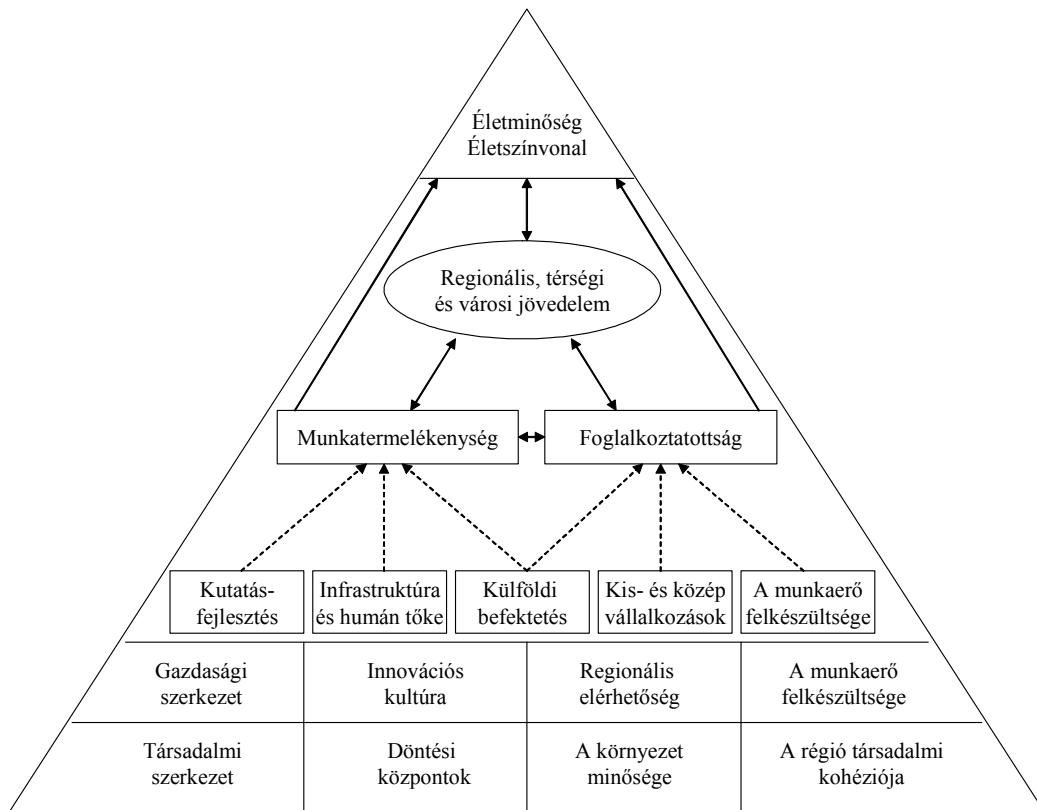 Életminőség
Életszínvonal
Regionális, térségi
és városi jövedelem
Munkatermelékenység
Foglalkoztatottság
Kutatás-
fejlesztés
Infrastruktúra
és humán tőke
Külföldi
befektetés
Kis- és közép
vállalkozások
A munkaerő
felkészültsége
Gazdasági
szerkezet
Innovációs
kultúra
Regionális
elérhetőség
A munkaerő
felkészültsége
Társadalmi
szerkezet
Döntési
központok
A környezet
minősége
A régió társadalmi
kohéziója